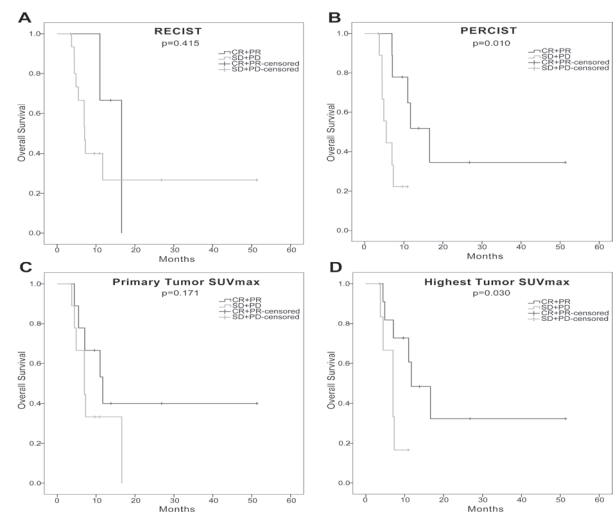 A
RECIST
p=0.415
CR+PR
SD+PD
CR+PR-censored
SD+PD-censored
Overall Survival
1.0
0.8
0.6
0.4
0.2
0.0
0 10 20 30 40 50 60
Months
B
PERCIST
p=0.010
CR+PR
SD+PD
CR+PR-censored
SD+PD-censored
Overall Survival
1.0
0.8
0.6
0.4
0.2
0.0
0 10 20 30 40 50 60
Months
C
Primary Tumor SUVmax
p=0.171
CR+PR
SD+PD
CR+PR-censored
SD+PD-censored
Overall Survival
1.0
0.8
0.6
0.4
0.2
0.0
0 10 20 30 40 50 60
Months
D
Highest Tumor SUVmax
p=0.030
CR+PR
SD+PD
CR+PR-censored
SD+PD-censored
Overall Survival
1.0
0.8
0.6
0.4
0.2
0.0
0 10 20 30 40 50 60
Months